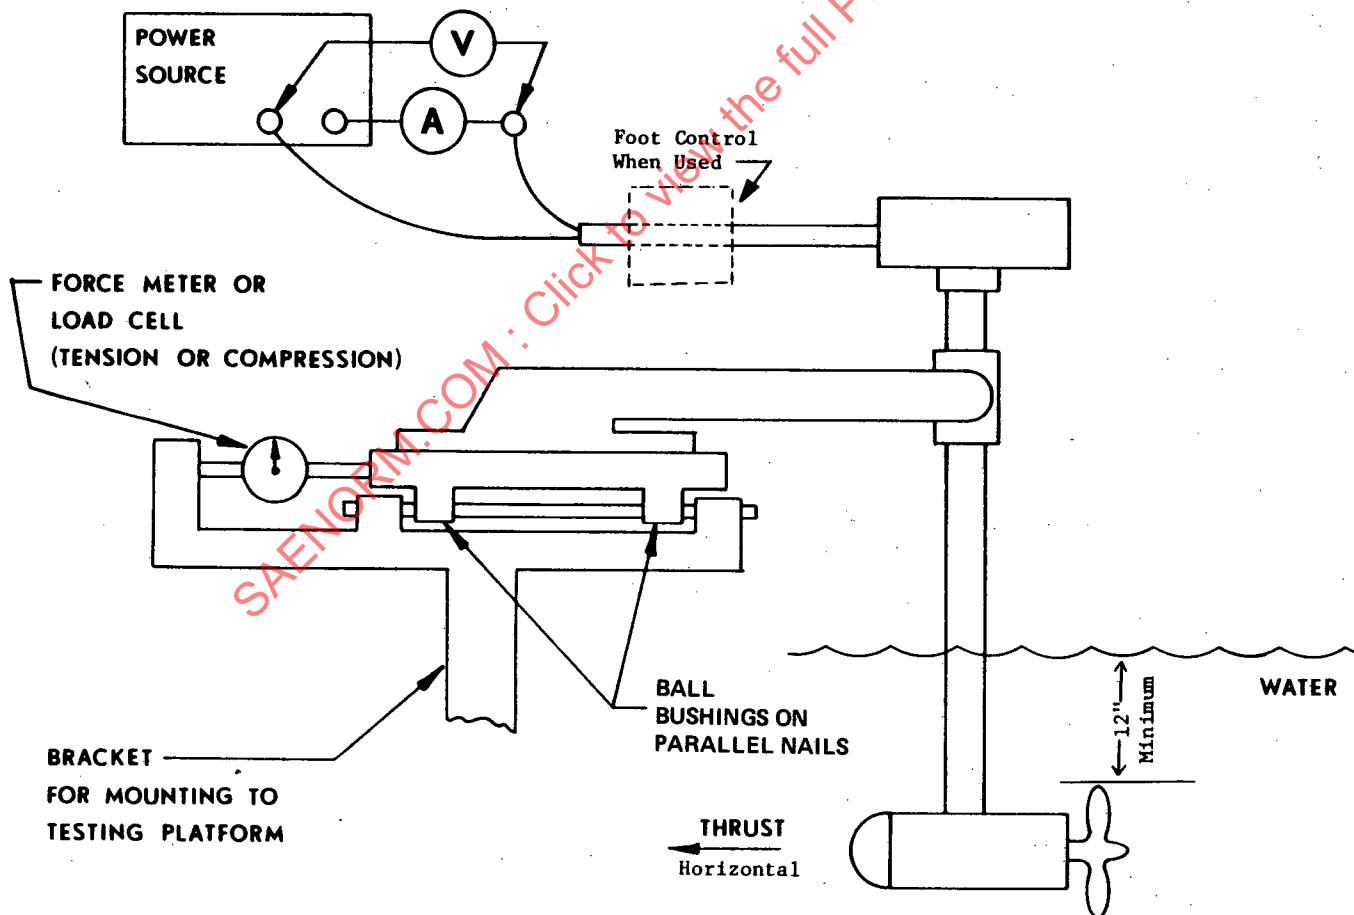 POWER
SOURCE
V
A
Foot Control
When Used
FORCE METER OR
LOAD CELL
(TENSION OR COMPRESSION)
BALL
BUSHINGS ON
PARALLEL NAILS
BRACKET
FOR MOUNTING TO
TESTING PLATFORM
WATER
12"
Minimum
THRUST
Horizontal
SAENORM.COM : Click to view the full